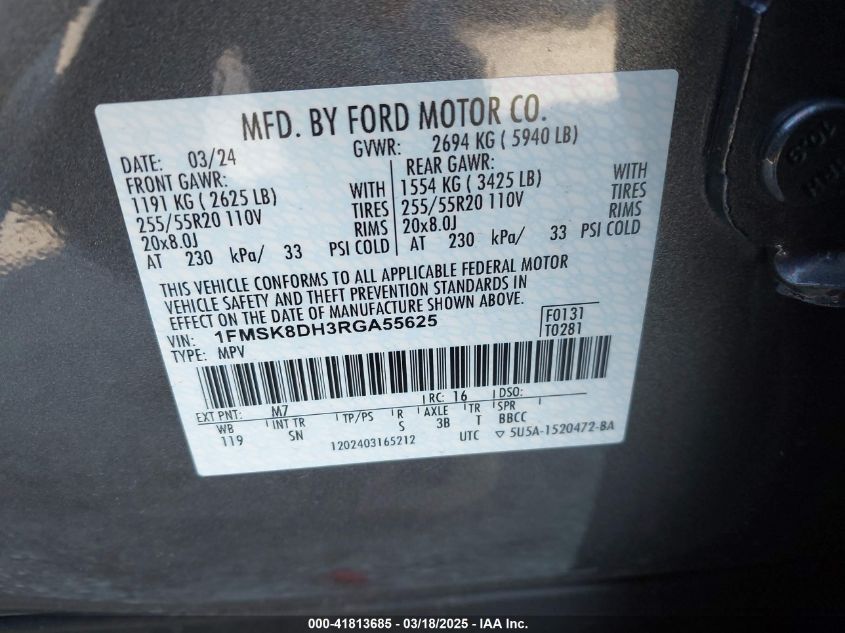 MFD. BY FORD MOTOR CO.
DATE: 03/24 GVWR: 2694 KG ( 5940 LB)
FRONT GAWR: REAR GAWR:
1191 KG ( 2625 LB) WITH 1554 KG ( 3425 LB) WITH
255/55R20 110V TIRES 255/55R20 110V TIRES
20x8.0J RIMS 20x8.0J RIMS
AT 230 kPa/ 33 PSI COLD AT 230 kPa/ 33 PSI COLD
THIS VEHICLE CONFORMS TO ALL APPLICABLE FEDERAL MOTOR
VEHICLE SAFETY AND THEFT PREVENTION STANDARDS IN
EFFECT ON THE DATE OF MANUFACTURE SHOWN ABOVE.
VIN: 1FMSK8DH3RGA55625 F0131
TYPE: MPV T0281
EXT PNT: M7 RC: 16 DSO:
WB INT TR TP/PS R AXLE TR SPR
119 SN S 3B T BBCC
1202403165212 UTC ▽ 5U5A-1520472-BA
10.9
000-41813685 - 03/18/2025 - IAA Inc.